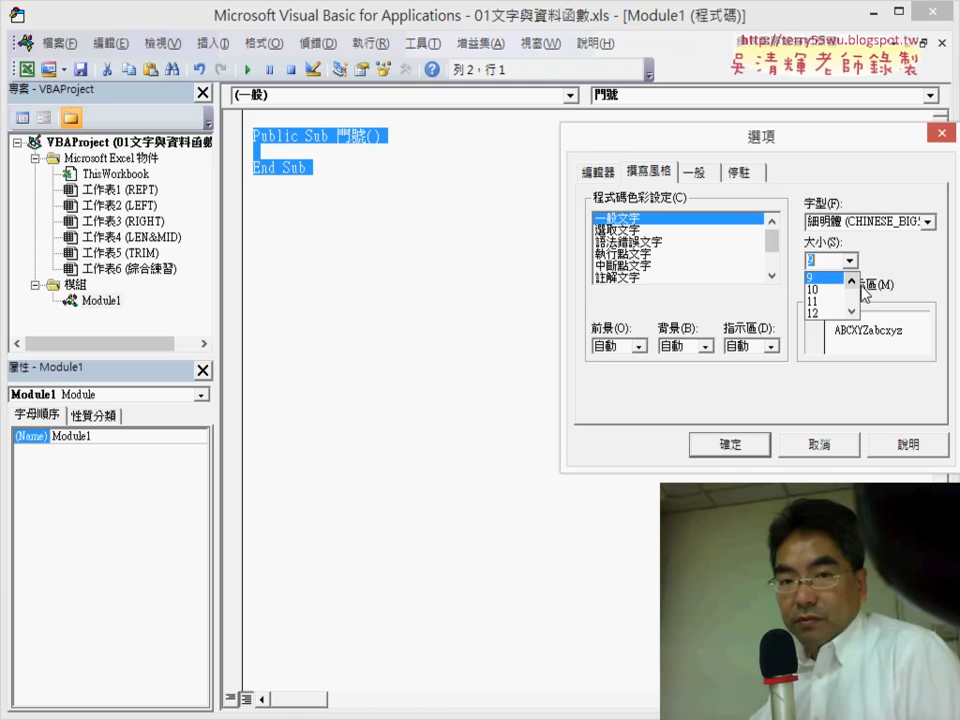 Microsoft Visual Basic for Applications - 01文字與資料函數.xls - [Module1 (程式碼)]
檔案(F) 編輯(E) 檢視(V) 插入(I) 格式(O) 偵錯(D) 執行(R) 工具(T) 增益集(A) 視窗(W) 說明(H)
http://terry55wu.blogspot.tw
吳清輝老師錄製
列 2，行 1
專案 - VBAProject
(一般)
門號
VBAProject (01文字與資料函數
Microsoft Excel 物件
ThisWorkbook
工作表1 (REPT)
工作表2 (LEFT)
工作表3 (RIGHT)
工作表4 (LEN&MID)
工作表5 (TRIM)
工作表6 (綜合練習)
模組
Module1
Public Sub 門號()
End Sub
屬性 - Module1
Module1 Module
字母順序 性質分類
(Name) Module1
選項
編輯器 撰寫風格 一般 停駐
程式碼色彩設定(C)
一般文字
選取文字
語法錯誤文字
執行點文字
中斷點文字
註解文字
前景(O): 背景(B): 指示區(D):
自動 自動 自動
字型(F):
細明體 (CHINESE_BIG
大小(S):
9
9
10
11
12
示區(M)
ABCXYZabcxyz
確定 取消 說明